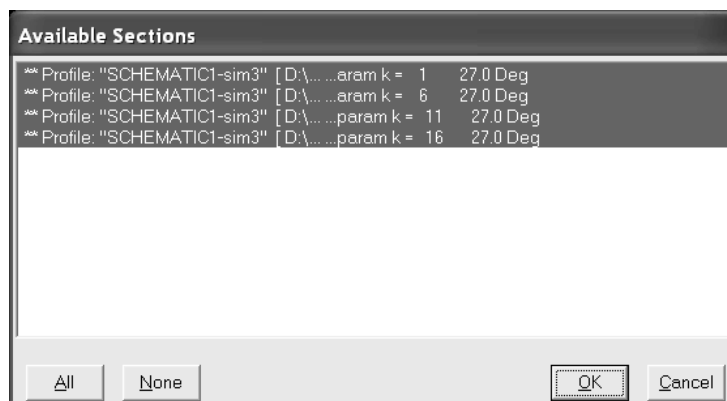 Available Sections
** Profile: "SCHEMATIC1-sim3" [ D:\... ...aram k = 1 27.0 Deg
** Profile: "SCHEMATIC1-sim3" [ D:\... ...aram k = 6 27.0 Deg
** Profile: "SCHEMATIC1-sim3" [ D:\... ...param k = 11 27.0 Deg
** Profile: "SCHEMATIC1-sim3" [ D:\... ...param k = 16 27.0 Deg
All None OK Cancel